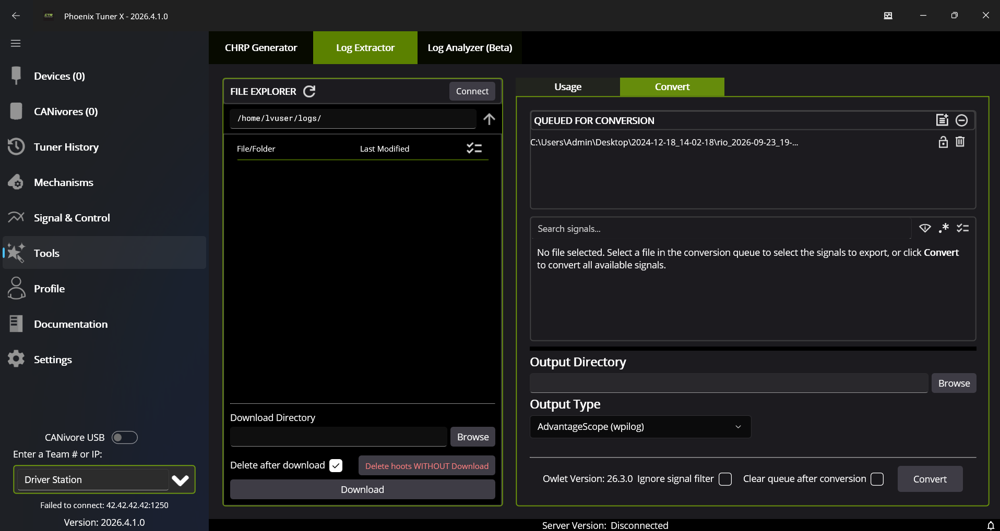 CTR
Phoenix Tuner X - 2026.4.1.0
Devices (0)
CANivores (0)
Tuner History
Mechanisms
Signal & Control
Tools
Profile
Documentation
Settings
CANivore USB
Enter a Team # or IP:
Driver Station
Failed to connect: 42.42.42.42:1250
Version: 2026.4.1.0
CHRP Generator
Log Extractor
Log Analyzer (Beta)
FILE EXPLORER
Connect
/home/lvuser/logs/
File/Folder
Last Modified
Download Directory
Browse
Delete after download
Delete hoots WITHOUT Download
Download
Usage
Convert
QUEUED FOR CONVERSION
C:\Users\Admin\Desktop\2024-12-18_14-02-18\rio_2026-09-23_19-...
Search signals...
.*
No file selected. Select a file in the conversion queue to select the signals to export, or click Convert
to convert all available signals.
Output Directory
Browse
Output Type
AdvantageScope (wpilog)
Owlet Version: 26.3.0
Ignore signal filter
Clear queue after conversion
Convert
Server Version: Disconnected